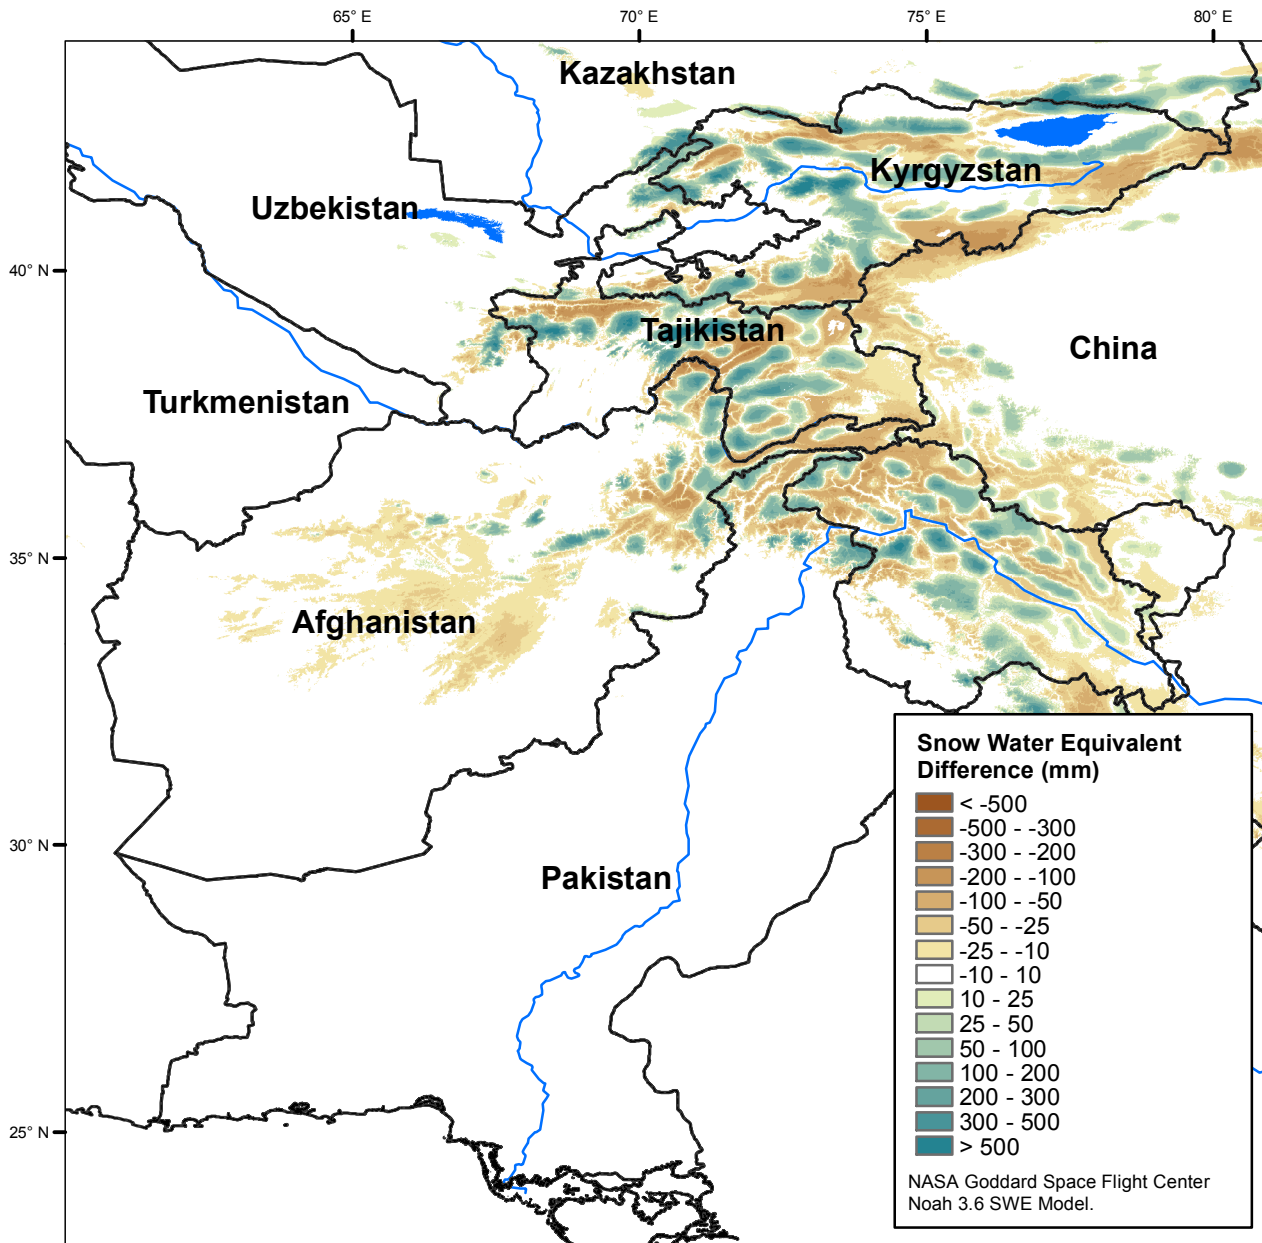 65° E
70° E
75° E
80° E
Kazakhstan
Kyrgyzstan
Uzbekistan
40° N
Tajikistan
China
Turkmenistan
35° N
Afghanistan
Snow Water Equivalent
Difference (mm)
< -500
-500 - -300
30° N
-300 - -200
Pakistan
-200 - -100
-100 - -50
-50 - -25
-25 - -10
-10 - 10
10 - 25
25 - 50
50 - 100
100 - 200
200 - 300
300 - 500
25° N
> 500
NASA Goddard Space Flight Center
Noah 3.6 SWE Model.